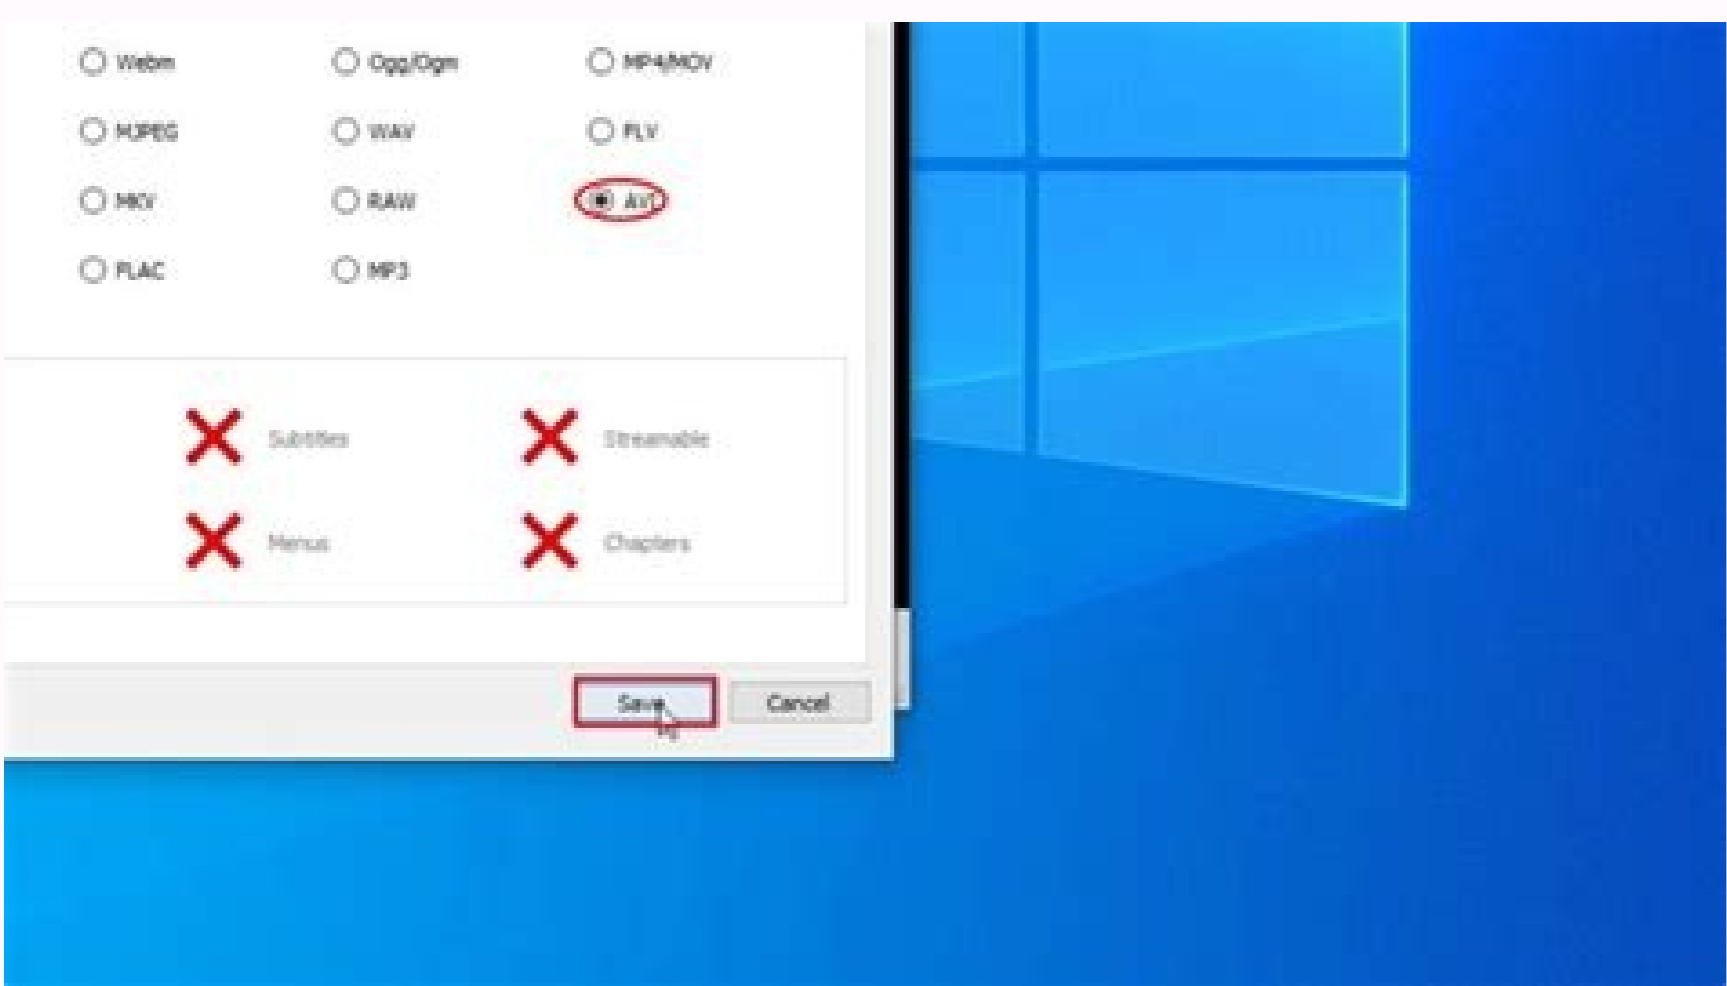 Webm Ogg/Ogm MP4/MOV
MJPEG WAV FLV
MKV RAW AVI
FLAC MP3
Subtitles Streamable
Menus Chapters
Save Cancel